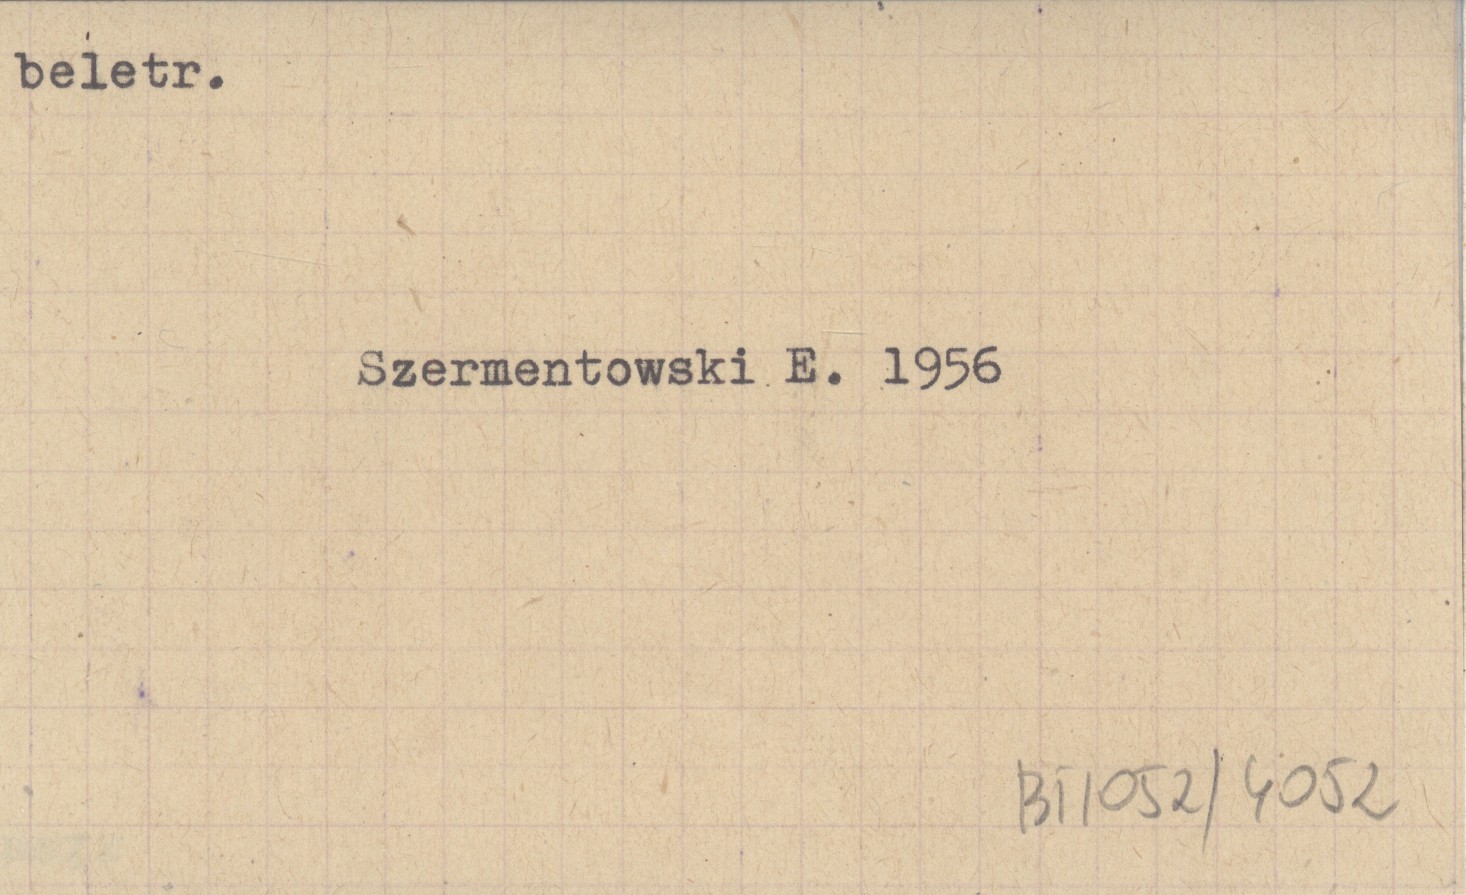 beletr.
Szermentowski E. 1956
BI1052/4052